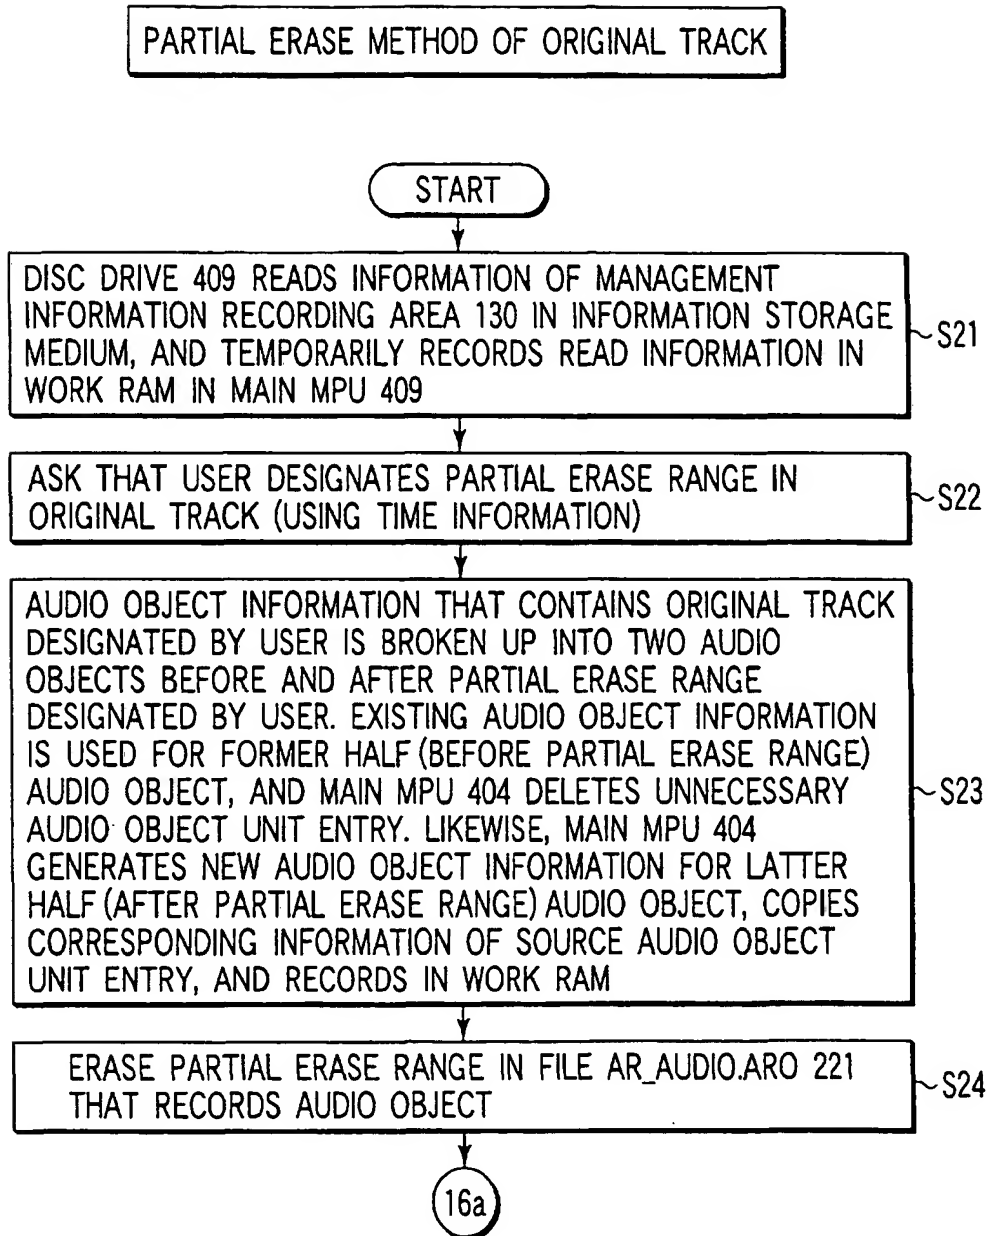 PARTIAL ERASE METHOD OF ORIGINAL TRACK
START
DISC DRIVE 409 READS INFORMATION OF MANAGEMENT
INFORMATION RECORDING AREA 130 IN INFORMATION STORAGE
MEDIUM, AND TEMPORARILY RECORDS READ INFORMATION IN
WORK RAM IN MAIN MPU 409
S21
ASK THAT USER DESIGNATES PARTIAL ERASE RANGE IN
ORIGINAL TRACK (USING TIME INFORMATION)
S22
AUDIO OBJECT INFORMATION THAT CONTAINS ORIGINAL TRACK
DESIGNATED BY USER IS BROKEN UP INTO TWO AUDIO
OBJECTS BEFORE AND AFTER PARTIAL ERASE RANGE
DESIGNATED BY USER. EXISTING AUDIO OBJECT INFORMATION
IS USED FOR FORMER HALF (BEFORE PARTIAL ERASE RANGE)
AUDIO OBJECT, AND MAIN MPU 404 DELETES UNNECESSARY
AUDIO OBJECT UNIT ENTRY. LIKEWISE, MAIN MPU 404
GENERATES NEW AUDIO OBJECT INFORMATION FOR LATTER
HALF (AFTER PARTIAL ERASE RANGE) AUDIO OBJECT, COPIES
CORRESPONDING INFORMATION OF SOURCE AUDIO OBJECT
UNIT ENTRY, AND RECORDS IN WORK RAM
S23
ERASE PARTIAL ERASE RANGE IN FILE AR_AUDIO.ARO 221
THAT RECORDS AUDIO OBJECT
S24
16a